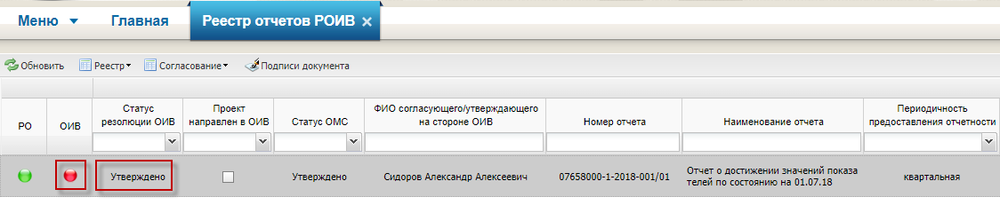 Меню Главная Реестр отчетов РОИВ
Обновить Реестр Согласование Подписи документа
РО
ОИВ
Статус
резолюции ОИВ
Проект
направлен в ОИВ
Статус ОМС
ФИО согласующего/утверждающего
на стороне ОИВ
Номер отчета
Наименование отчета
Периодичность
предоставления отчетности
Утверждено
Утверждено
Сидоров Александр Алексеевич
07658000-1-2018-001/01
Отчет о достижении значений показа
телей по состоянию на 01.07.18
квартальная